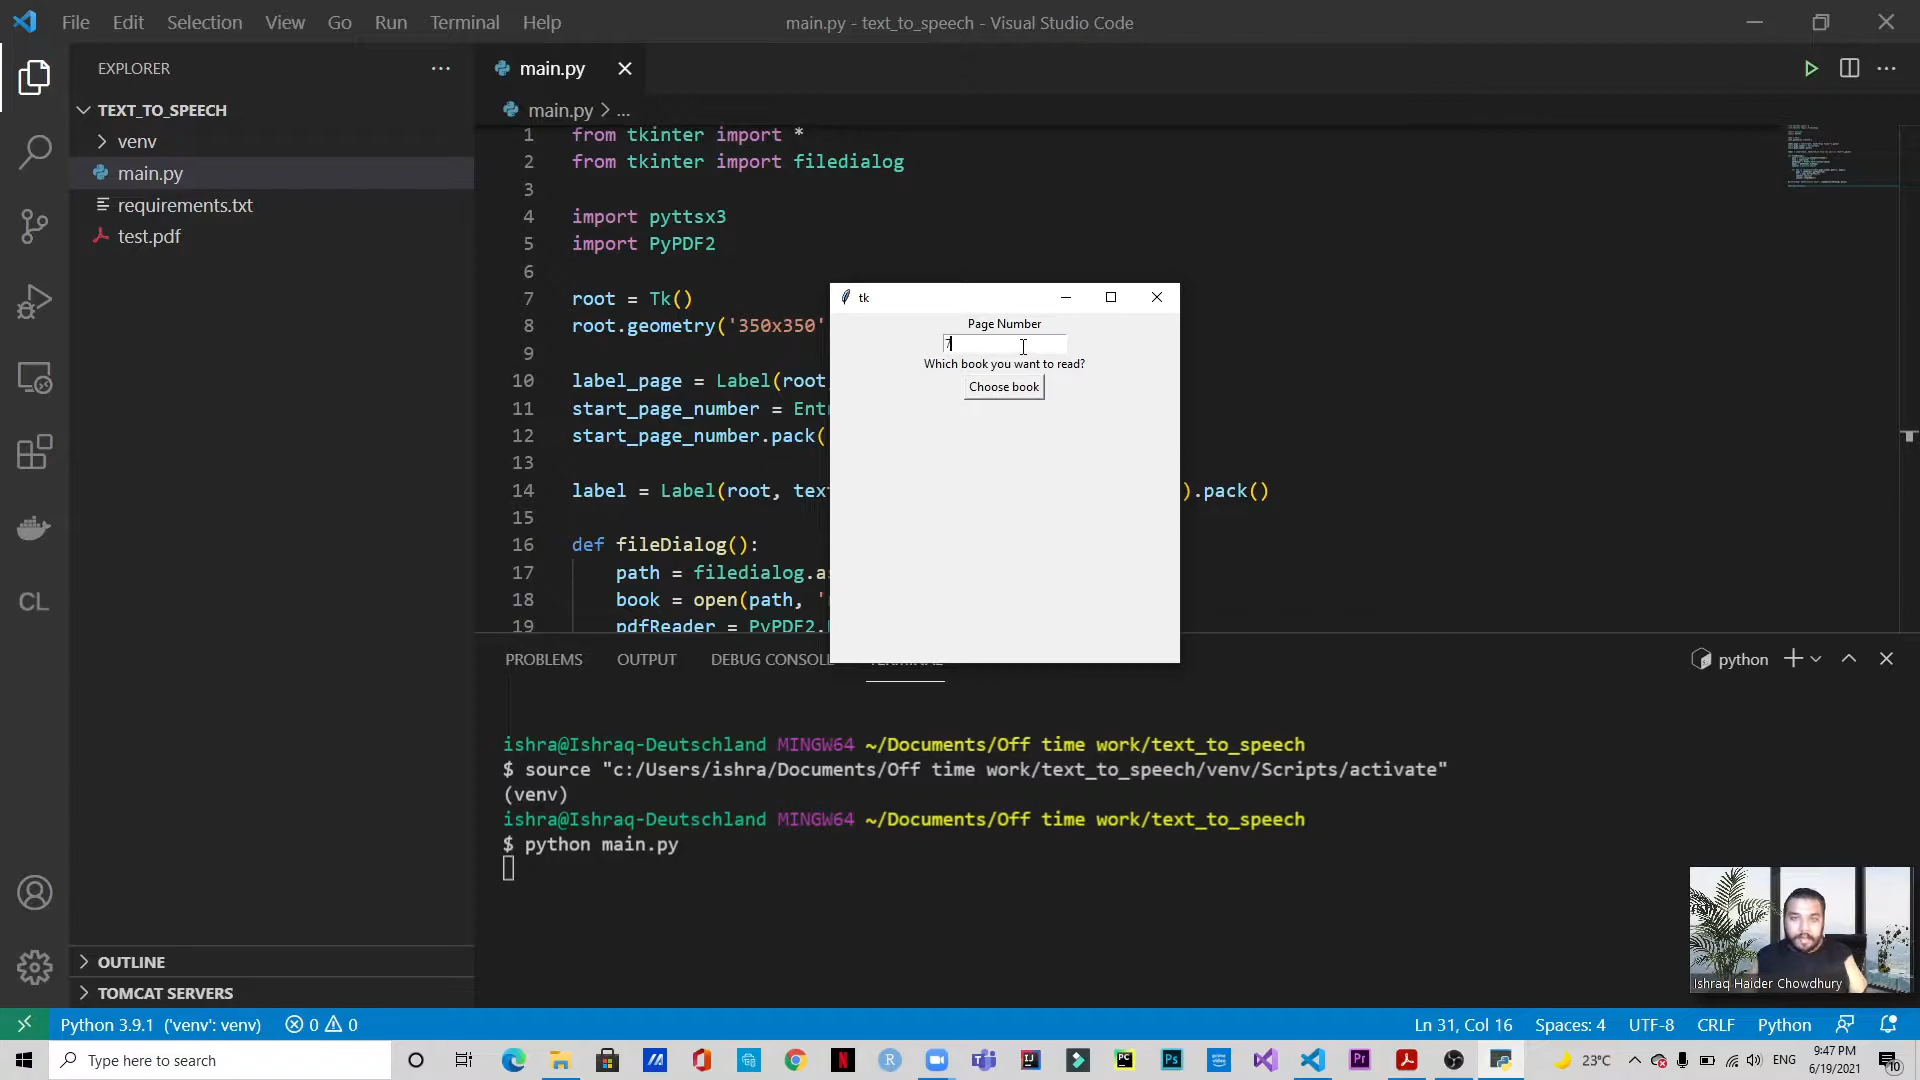 File Edit Selection View Go Run Terminal Help
main.py - text_to_speech - Visual Studio Code
EXPLORER
TEXT_TO_SPEECH
venv
main.py
requirements.txt
test.pdf
CL
OUTLINE
TOMCAT SERVERS
main.py
main.py > ...
1 from tkinter import *
2 from tkinter import filedialog
3
4 import pyttsx3
5 import PyPDF2
6
7 root = Tk()
8 root.geometry('350x350'
9
10 label_page = Label(root,
11 start_page_number = Ent
12 start_page_number.pack(
13
14 label = Label(root, text ).pack()
15
16 def fileDialog():
17 path = filedialog.as
18 book = open(path, '
19 pdfReader = PyPDF2.
tk
Page Number
7
Which book you want to read?
Choose book
PROBLEMS OUTPUT DEBUG CONSOLE TERMINAL
python
ishra@Ishraq-Deutschland MINGW64 ~/Documents/Off time work/text_to_speech
$ source "c:/Users/ishra/Documents/Off time work/text_to_speech/venv/Scripts/activate"
(venv)
ishra@Ishraq-Deutschland MINGW64 ~/Documents/Off time work/text_to_speech
$ python main.py
Ishraq Haider Chowdhury
Python 3.9.1 ('venv': venv) 0 0
Ln 31, Col 16 Spaces: 4 UTF-8 CRLF Python
Type here to search
23°C ENG
9:47 PM
6/19/2021